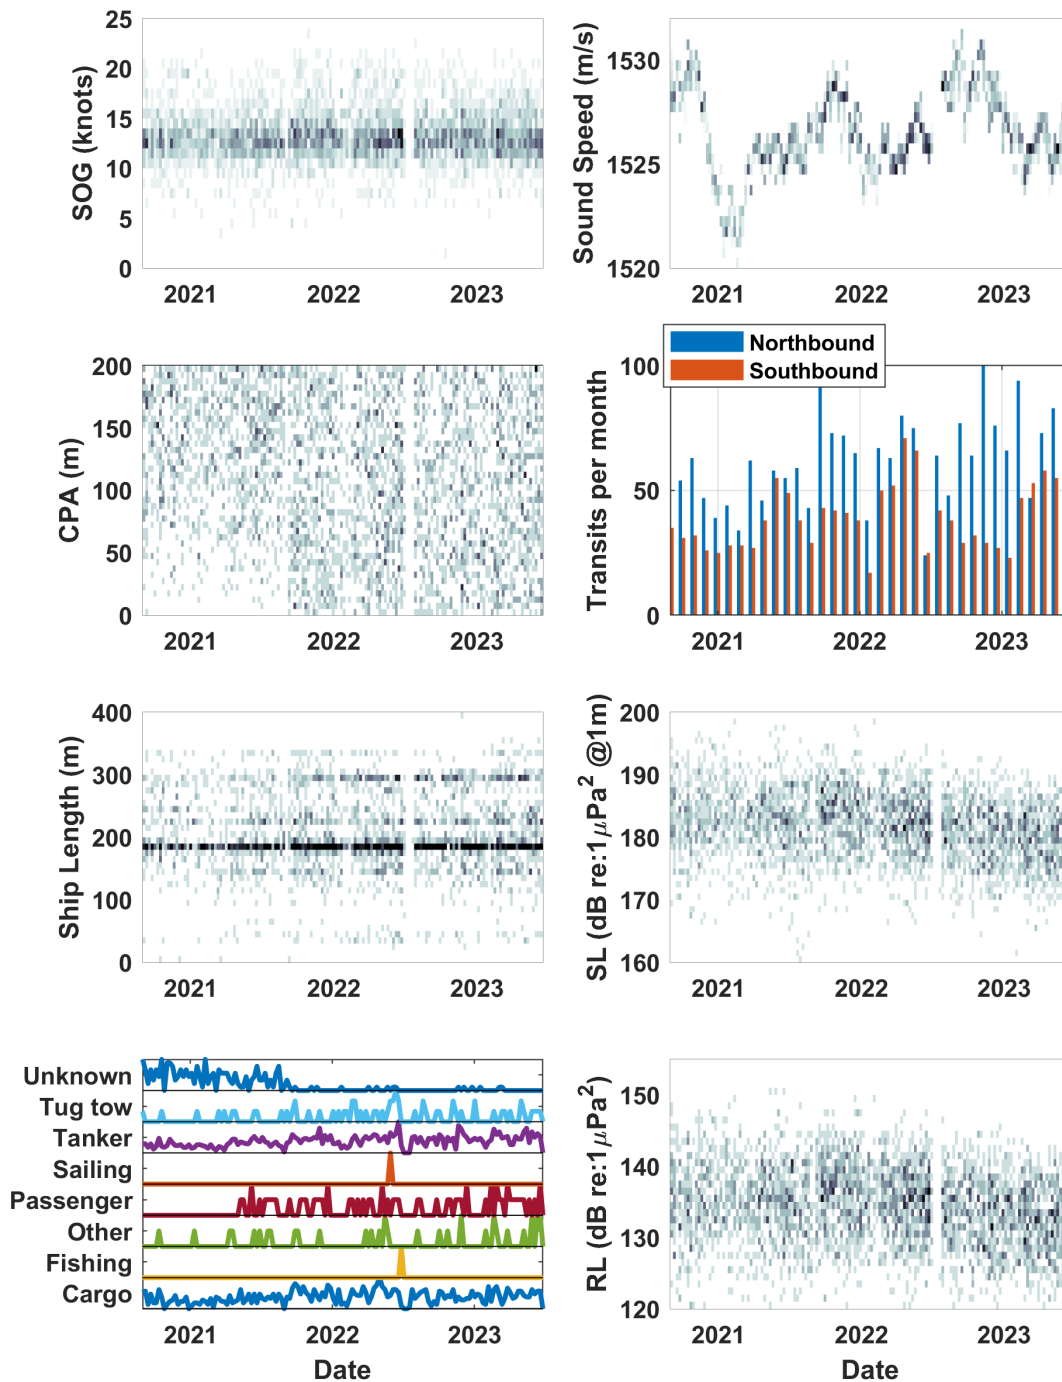 SOG (knots)
25
20
15
10
5
0
2021
2022
2023
Sound Speed (m/s)
1530
1525
1520
2021
2022
2023
CPA (m)
200
150
100
50
0
2021
2022
2023
Transits per month
100
50
0
Northbound
Southbound
2021
2022
2023
Ship Length (m)
400
300
200
100
0
2021
2022
2023
SL (dB re:1μPa² @1m)
200
190
180
170
160
2021
2022
2023
Unknown
Tug tow
Tanker
Sailing
Passenger
Other
Fishing
Cargo
2021
2022
2023
Date
RL (dB re:1μPa²)
150
140
130
120
2021
2022
2023
Date